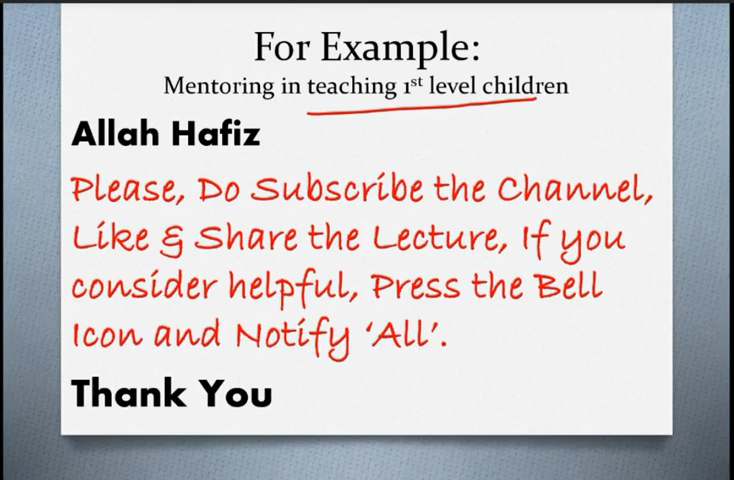 For Example:
Mentoring in teaching 1st level children
Allah Hafiz
Please, Do Subscribe the Channel,
Like & Share the Lecture, If you
consider helpful, Press the Bell
Icon and Notify ‘All’.
Thank You